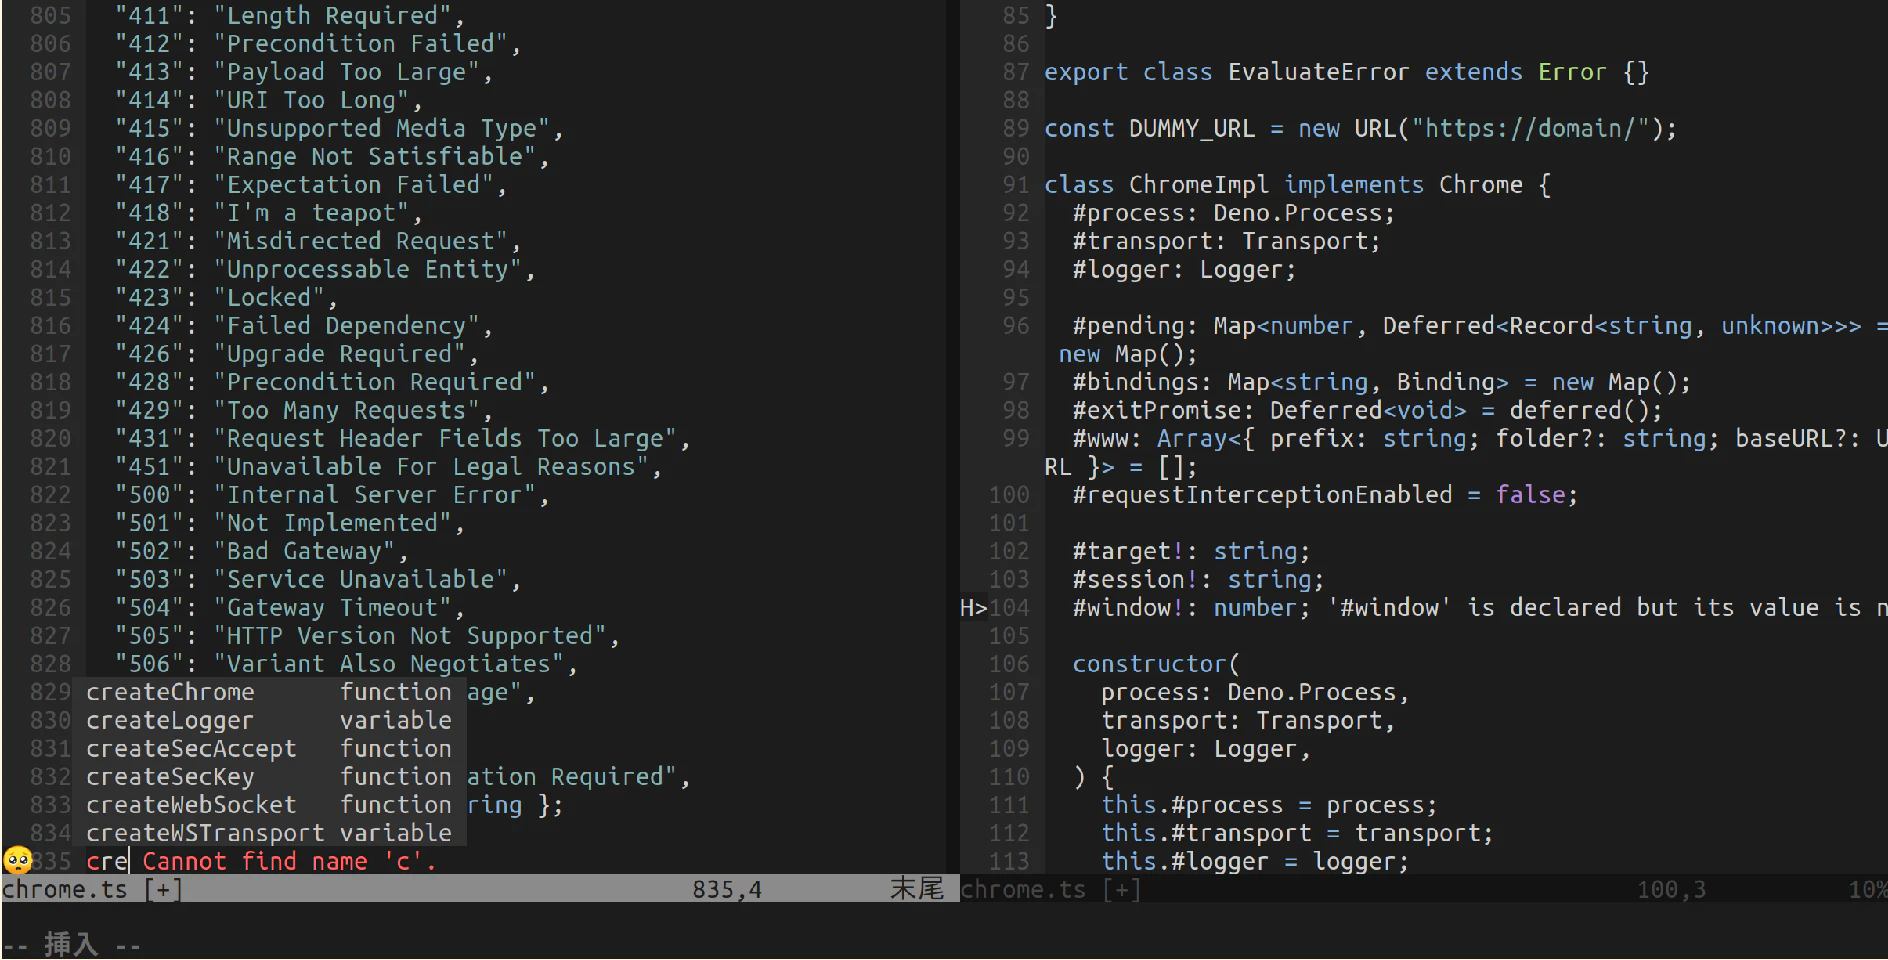 805   "411": "Length Required",
806   "412": "Precondition Failed",
807   "413": "Payload Too Large",
808   "414": "URI Too Long",
809   "415": "Unsupported Media Type",
810   "416": "Range Not Satisfiable",
811   "417": "Expectation Failed",
812   "418": "I'm a teapot",
813   "421": "Misdirected Request",
814   "422": "Unprocessable Entity",
815   "423": "Locked",
816   "424": "Failed Dependency",
817   "426": "Upgrade Required",
818   "428": "Precondition Required",
819   "429": "Too Many Requests",
820   "431": "Request Header Fields Too Large",
821   "451": "Unavailable For Legal Reasons",
822   "500": "Internal Server Error",
823   "501": "Not Implemented",
824   "502": "Bad Gateway",
825   "503": "Service Unavailable",
826   "504": "Gateway Timeout",
827   "505": "HTTP Version Not Supported",
828   "506": "Variant Also Negotiates",
829 createChrome      function age",
830 createLogger      variable
831 createSecAccept   function
832 createSecKey      function ation Required",
833 createWebSocket   function ring };
834 createWSTransport variable
🥺835 cre Cannot find name 'c'.
chrome.ts [+] 835,4 末尾
85 }
86
87 export class EvaluateError extends Error {}
88
89 const DUMMY_URL = new URL("https://domain/");
90
91 class ChromeImpl implements Chrome {
92   #process: Deno.Process;
93   #transport: Transport;
94   #logger: Logger;
95
96   #pending: Map<number, Deferred<Record<string, unknown>>> =
 new Map();
97   #bindings: Map<string, Binding> = new Map();
98   #exitPromise: Deferred<void> = deferred();
99   #www: Array<{ prefix: string; folder?: string; baseURL?: U
RL }> = [];
100   #requestInterceptionEnabled = false;
101
102   #target!: string;
103   #session!: string;
H>104   #window!: number; '#window' is declared but its value is n
105
106   constructor(
107     process: Deno.Process,
108     transport: Transport,
109     logger: Logger,
110   ) {
111     this.#process = process;
112     this.#transport = transport;
113     this.#logger = logger;
chrome.ts [+] 100,3 10%
-- 挿入 --